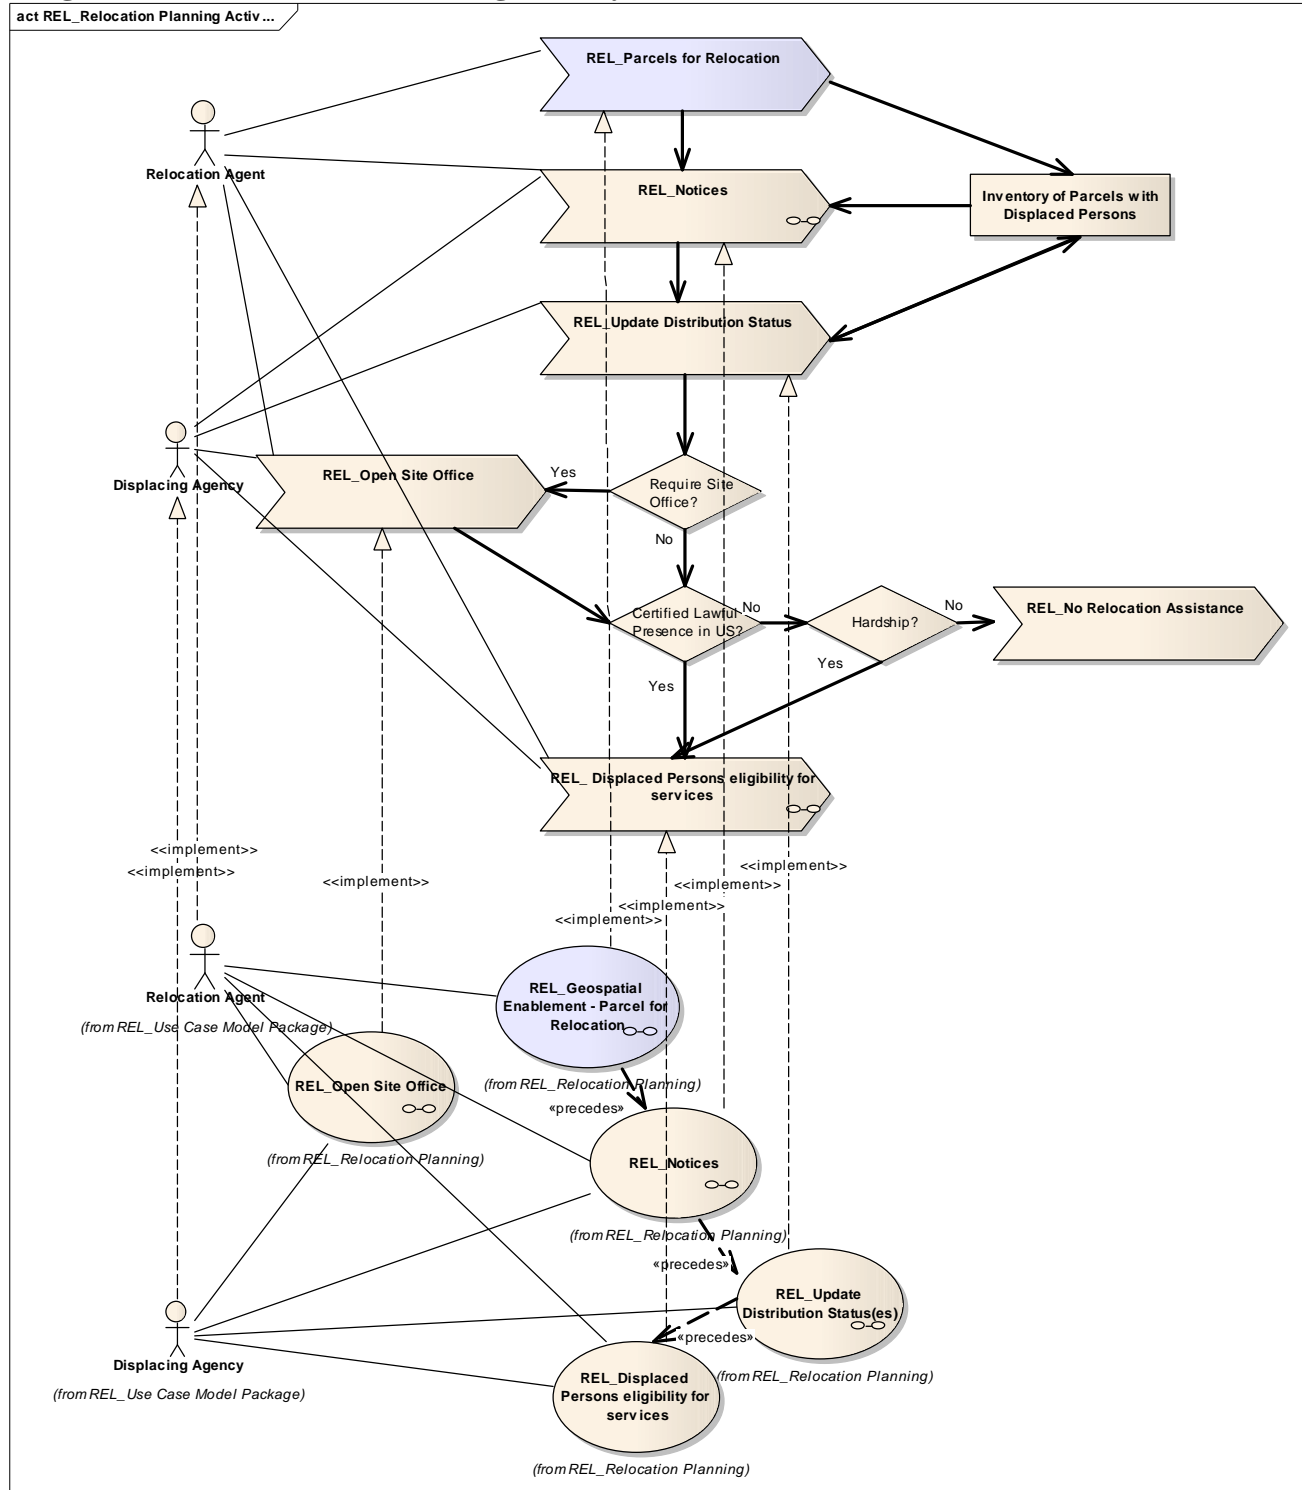 act REL_Relocation Planning Activ...
REL_Parcels for Relocation
Relocation Agent
REL_Notices
Inventory of Parcels with
Displaced Persons
REL_Update Distribution Status
Displacing Agency
REL_Open Site Office
Yes
Require Site
Office?
No
Certified Lawful
Presence in US?
No
Hardship?
No
REL_No Relocation Assistance
Yes
Yes
REL_ Displaced Persons eligibility for
services
<<implement>>
<<implement>>
<<implement>>
<<implement>>
<<implement>>
<<implement>>
<<implement>>
Relocation Agent
(from REL_Use Case Model Package)
REL_Geospatial
Enablement - Parcel for
Relocation
(from REL_Relocation Planning)
REL_Open Site Office
(from REL_Relocation Planning)
«precedes»
REL_Notices
(from REL_Relocation Planning)
«precedes»
REL_Update
Distribution Status(es)
(from REL_Relocation Planning)
«precedes»
Displacing Agency
(from REL_Use Case Model Package)
REL_Displaced
Persons eligibility for
services
(from REL_Relocation Planning)